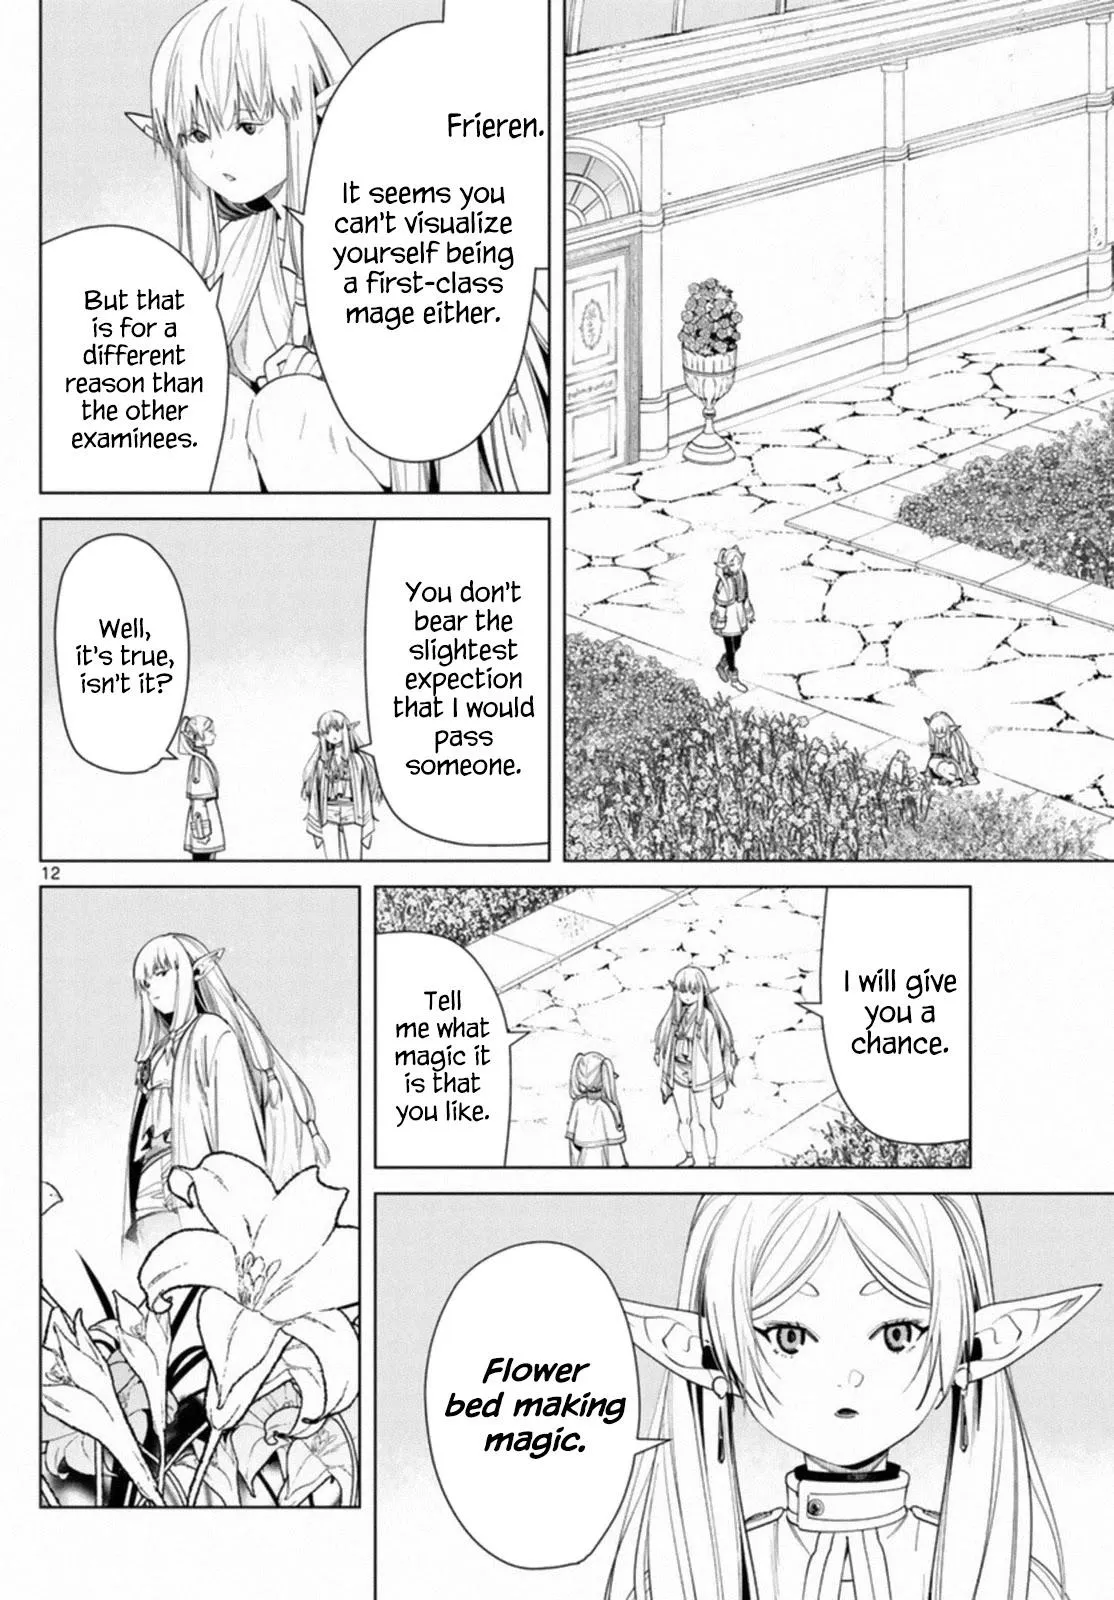 Frieren.
It seems you
can't visualize
yourself being
a first-class
mage either.
But that
is for a
different
reason than
the other
examinees.
You don't
bear the
slightest
expection
that I would
pass
someone.
Well,
it's true,
isn't it?
12
I will give
you a
chance.
Tell
me what
magic it
is that
you like.
Flower
bed making
magic.